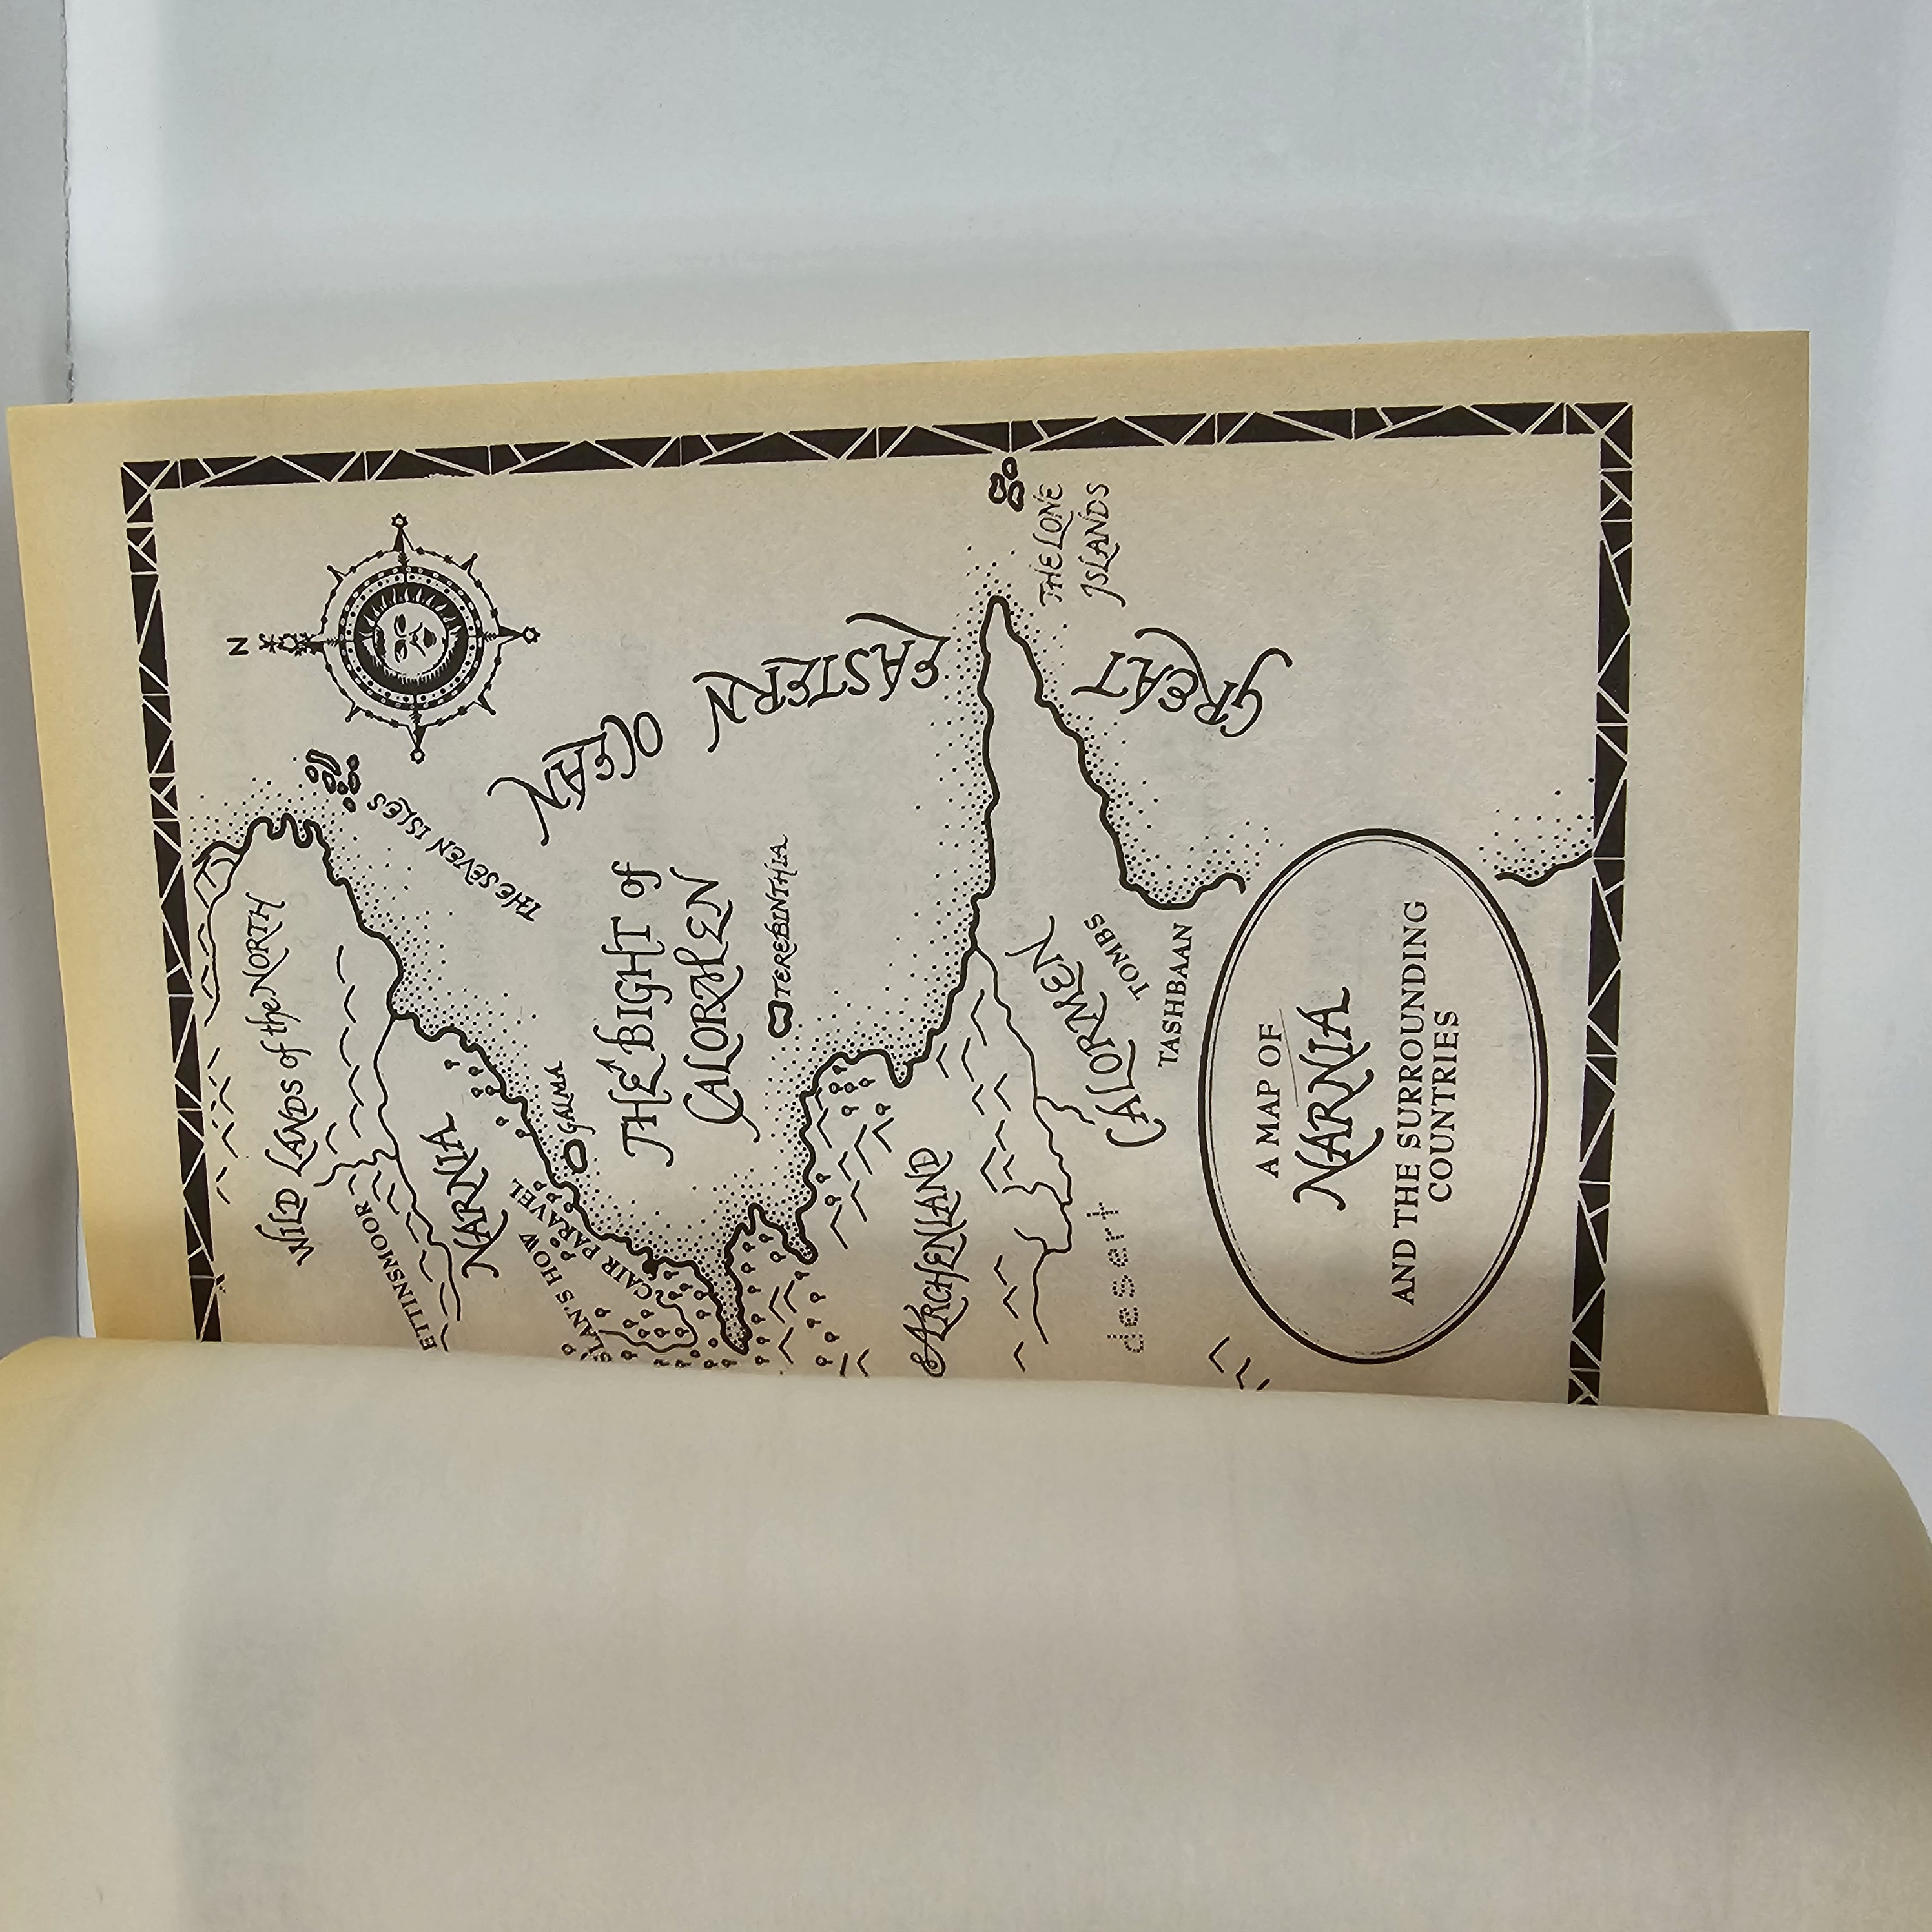 WILD LANDS of the NORTH
N
ETTINSMOOR
NARNIA
THE SEVEN ISLES
SLAN'S HOW
CAIR PARAVEL
GALMA
THE BIGHT of
CALORMEN
TEREBINTHIA
GREAT EASTERN OCEAN
& ARCHENLAND
THE LONE
ISLANDS
CALORMEN
desert
TOMBS
TASHBAAN
A MAP OF
NARNIA
AND THE SURROUNDING
COUNTRIES